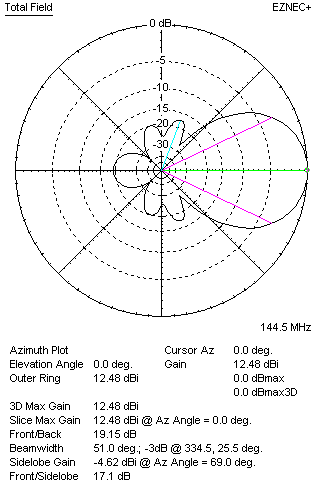 Total Field EZNEC+
0 dB
-5
-10
-15
-20
-30
144.5 MHz
Azimuth Plot Cursor Az 0.0 deg.
Elevation Angle 0.0 deg. Gain 12.48 dBi
Outer Ring 12.48 dBi 0.0 dBmax
0.0 dBmax3D
3D Max Gain 12.48 dBi
Slice Max Gain 12.48 dBi @ Az Angle = 0.0 deg.
Front/Back 19.15 dB
Beamwidth 51.0 deg.; -3dB @ 334.5, 25.5 deg.
Sidelobe Gain -4.62 dBi @ Az Angle = 69.0 deg.
Front/Sidelobe 17.1 dB